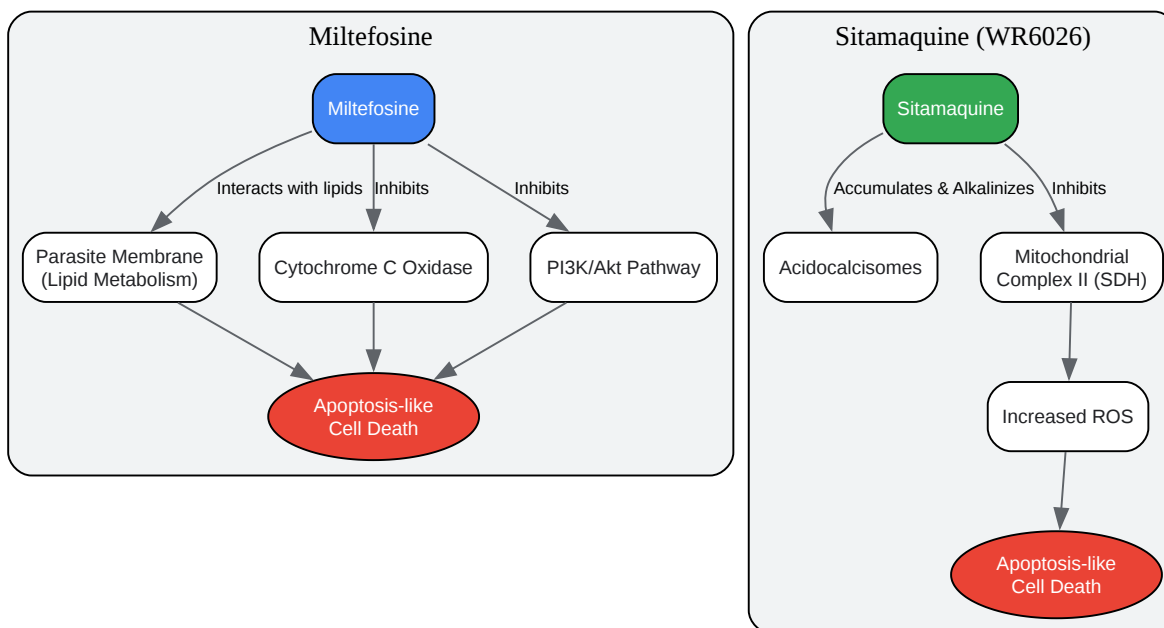 Miltefosine
Miltefosine
Interacts with lipids
Inhibits
Inhibits
Parasite Membrane
(Lipid Metabolism)
Cytochrome C Oxidase
PI3K/Akt Pathway
Apoptosis-like
Cell Death
Sitamaquine (WR6026)
Sitamaquine
Accumulates & Alkalinizes
Inhibits
Acidocalcisomes
Mitochondrial
Complex II (SDH)
Increased ROS
Apoptosis-like
Cell Death